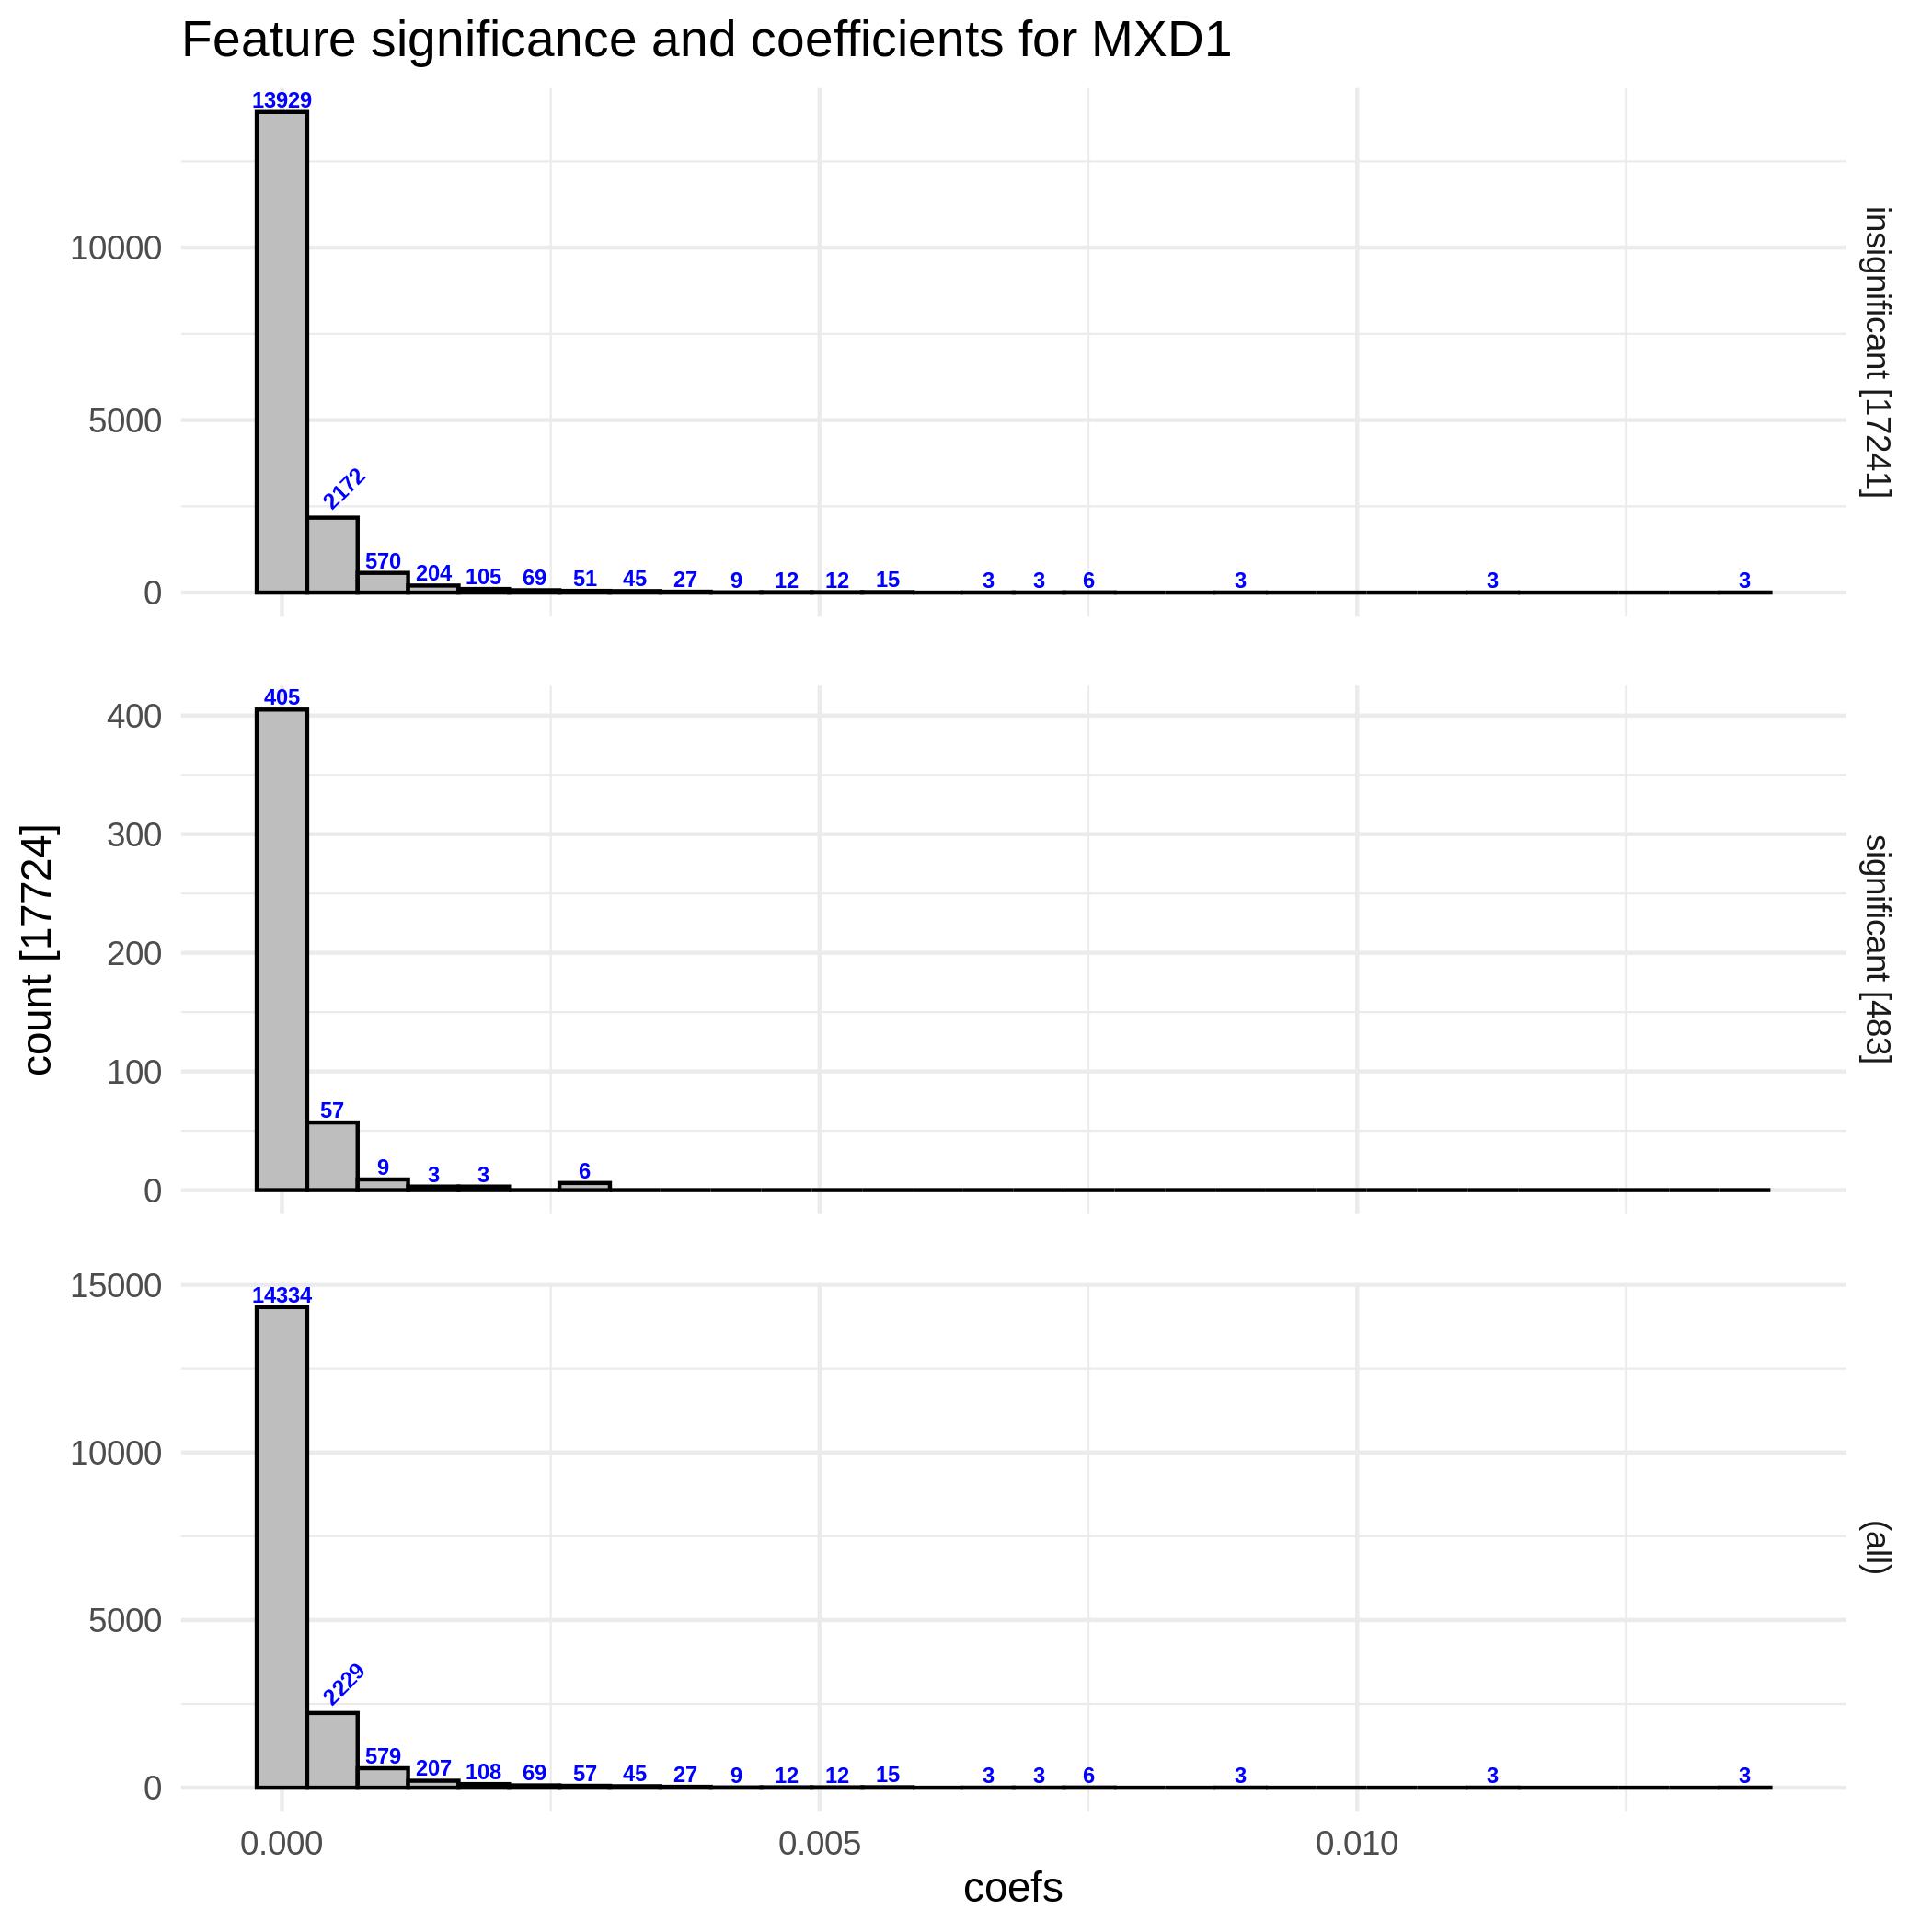 Feature significance and coefficients for MXD1
13929
10000
5000
0
2172
570 204 105 69 51 45 27 9 12 12 15 3 3 6 3 3 3
insignificant [17241]
count [17724]
405
400
300
200
100
0
57
9 3 3 6
significant [483]
15000
14334
10000
5000
0
2229
579 207 108 69 57 45 27 9 12 12 15 3 3 6 3 3 3
(all)
0.000 0.005 0.010
coefs